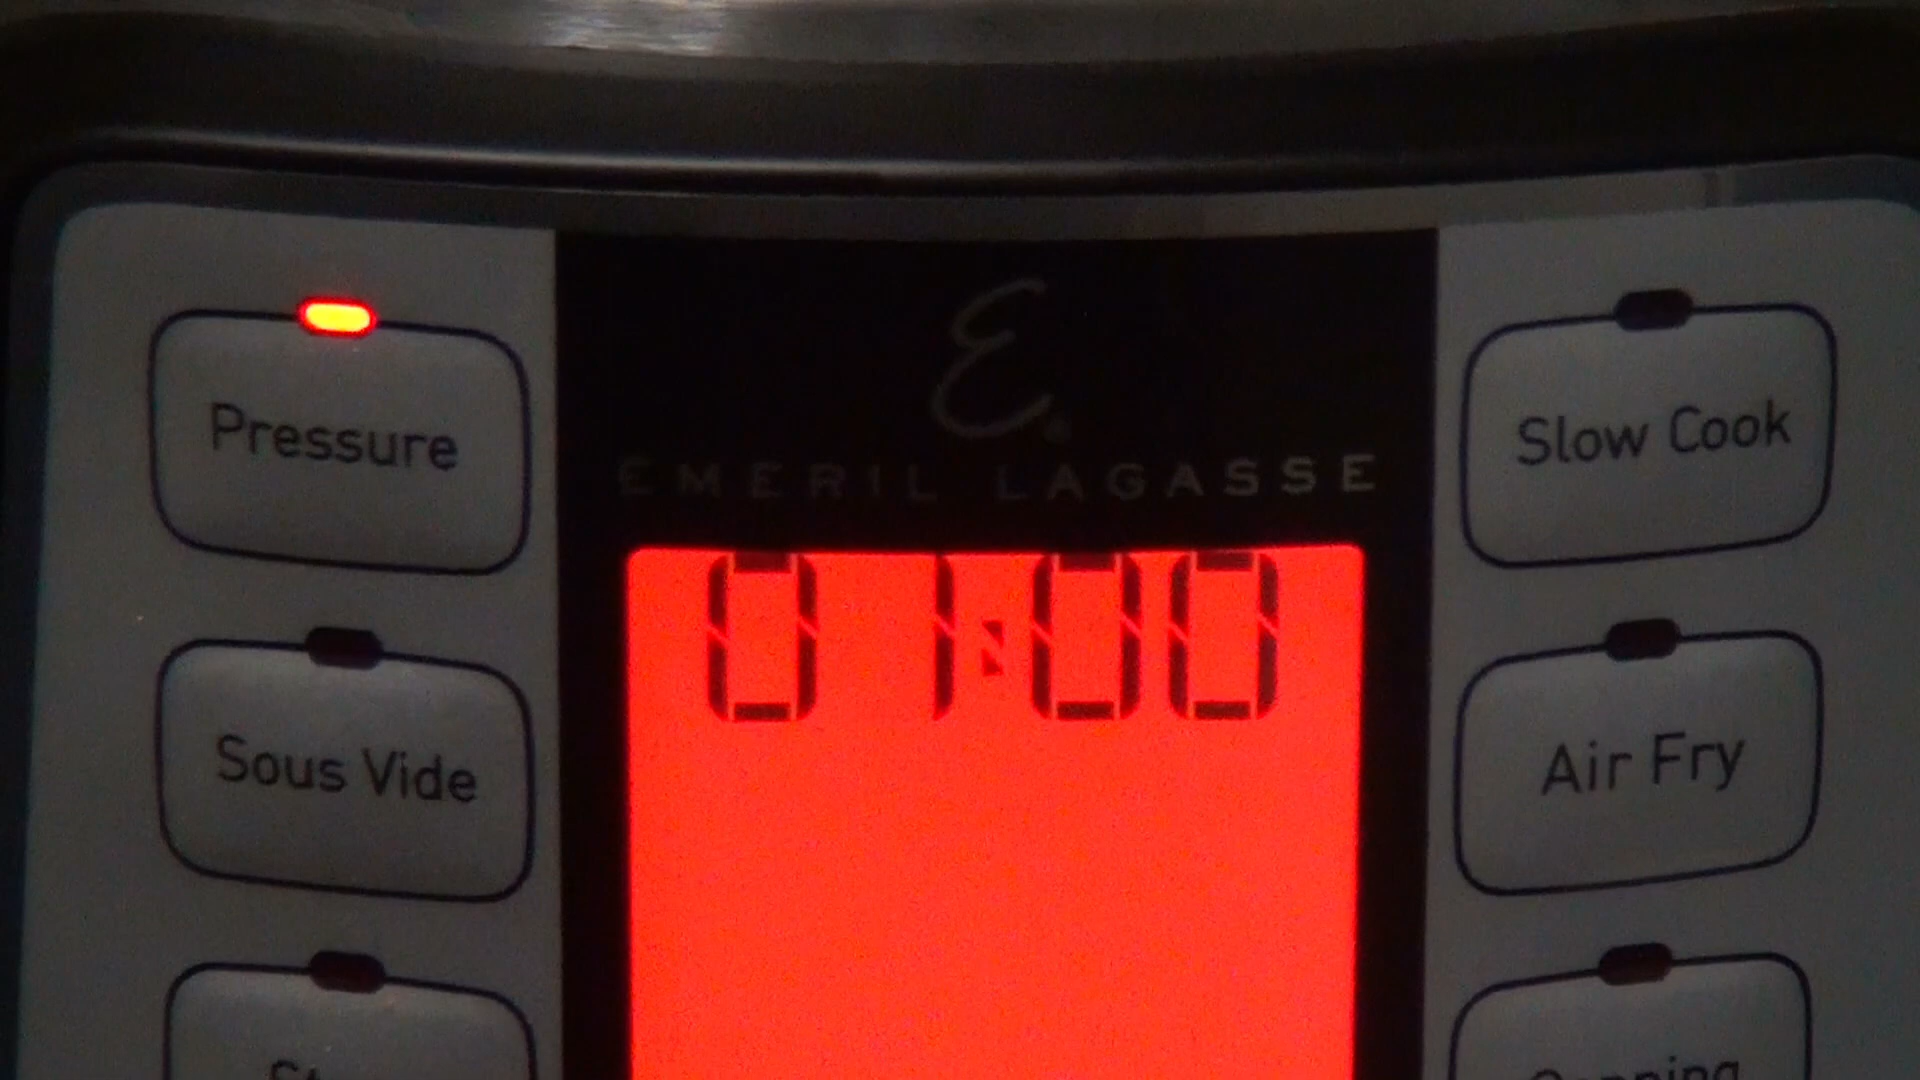 Pressure
Slow Cook
E.
EMERIL LAGASSE
01:00
Sous Vide
Air Fry